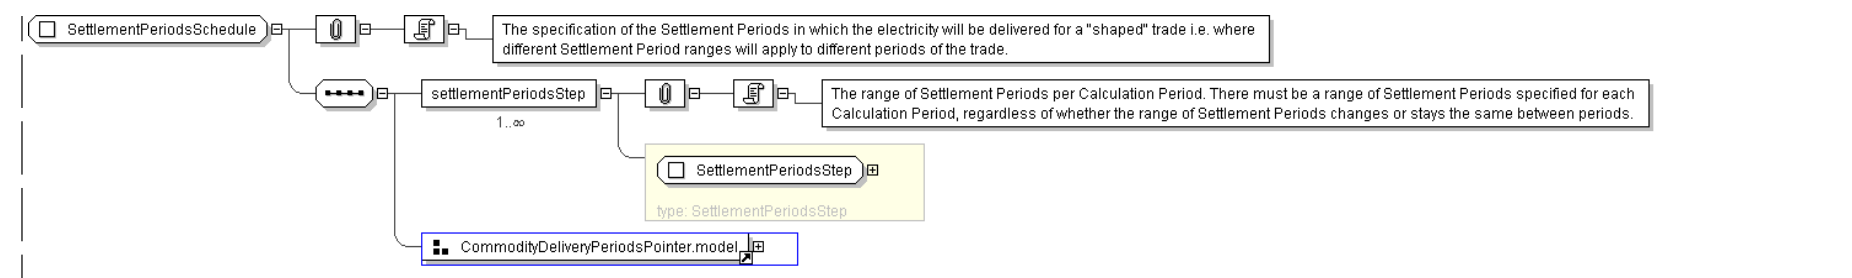 SettlementPeriodsSchedule
The specification of the Settlement Periods in which the electricity will be delivered for a "shaped" trade i.e. where
different Settlement Period ranges will apply to different periods of the trade.
settlementPeriodsStep
1..∞
The range of Settlement Periods per Calculation Period. There must be a range of Settlement Periods specified for each
Calculation Period, regardless of whether the range of Settlement Periods changes or stays the same between periods.
SettlementPeriodsStep
type: SettlementPeriodsStep
CommodityDeliveryPeriodsPointer.model